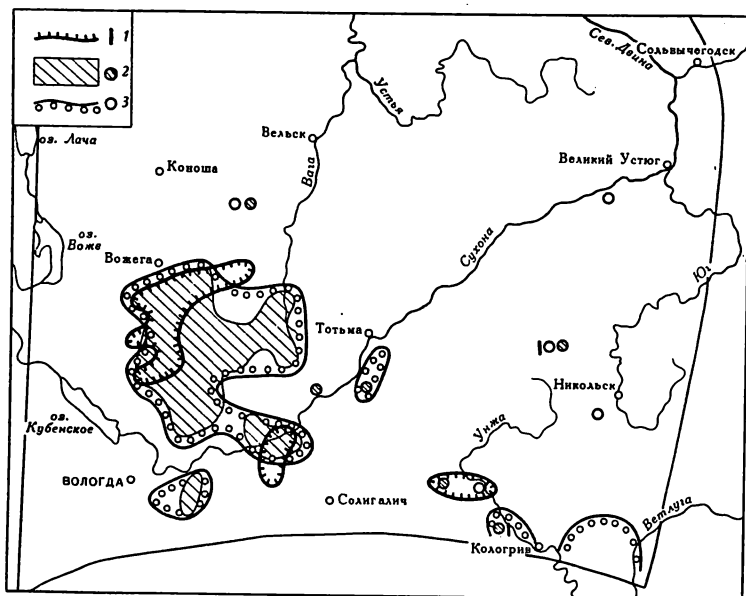 1
2
3
Сев. Двина
Сольвычегодск
Устья
оз. Лача
Вельск
Вага
Великий Устюг
Коноша
оз.
Воже
Вожега
Сухона
Юг
Тотьма
Никольск
оз.
Кубенское
Унжа
ВОЛОГДА
Солигалич
Ветлуга
Кологрив